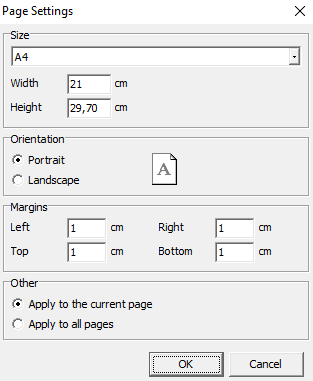 Page Settings
Size
A4
Width 21 cm
Height 29,70 cm
Orientation
Portrait
Landscape
A
Margins
Left 1 cm Right 1 cm
Top 1 cm Bottom 1 cm
Other
Apply to the current page
Apply to all pages
OK Cancel